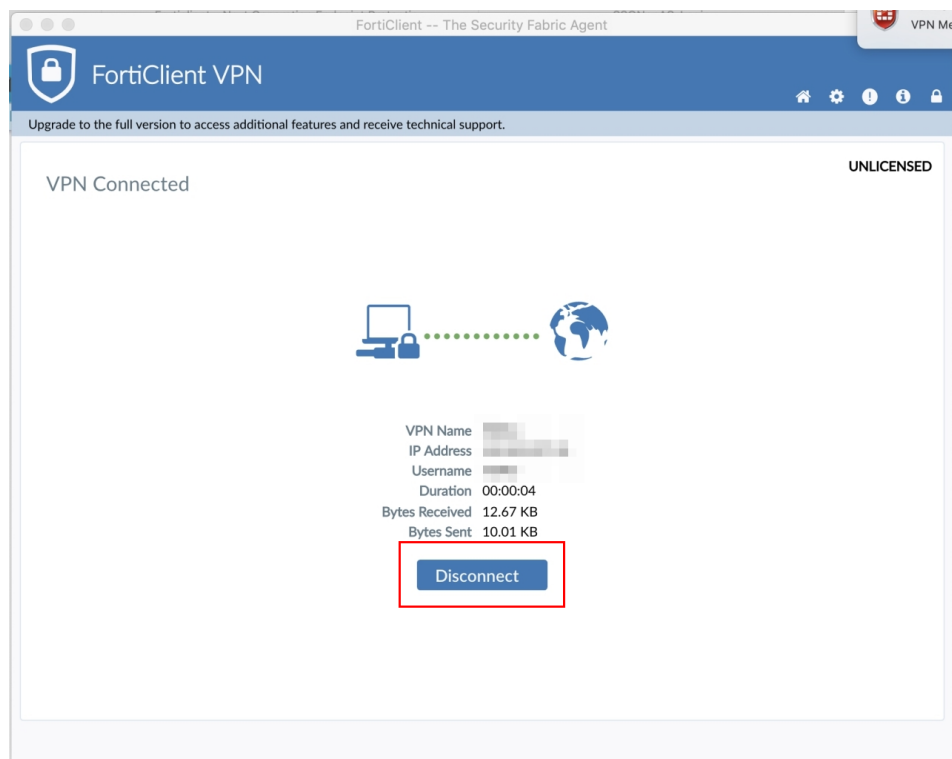 FortiClient -- The Security Fabric Agent
VPN Me
FortiClient VPN
Upgrade to the full version to access additional features and receive technical support.
UNLICENSED
VPN Connected
VPN Name
IP Address
Username
Duration 00:00:04
Bytes Received 12.67 KB
Bytes Sent 10.01 KB
Disconnect